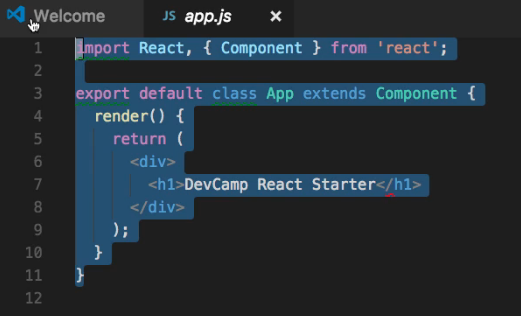 Welcome JS app.js ×
1 import React, { Component } from 'react';
2
3 export default class App extends Component {
4 render() {
5 return (
6 <div>
7 <h1>DevCamp React Starter</h1>
8 </div>
9 );
10 }
11 }
12